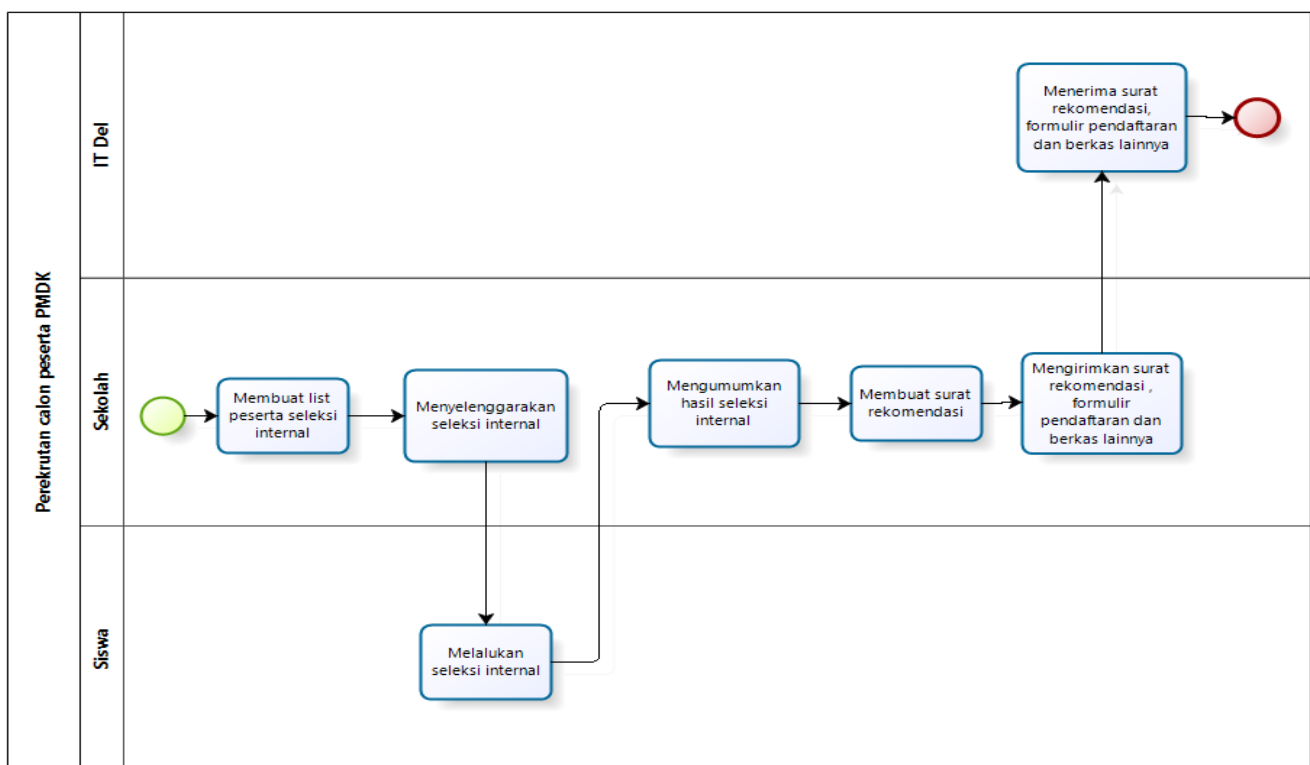 Perekrutan calon peserta PMDK
IT Del
Menerima surat
rekomendasi,
formulir pendaftaran
dan berkas lainnya
Sekolah
Membuat list
peserta seleksi
internal
Menyelenggarakan
seleksi internal
Mengumumkan
hasil seleksi
internal
Membuat surat
rekomendasi
Mengirimkan surat
rekomendasi ,
formulir
pendaftaran dan
berkas lainnya
Siswa
Melalukan
seleksi internal